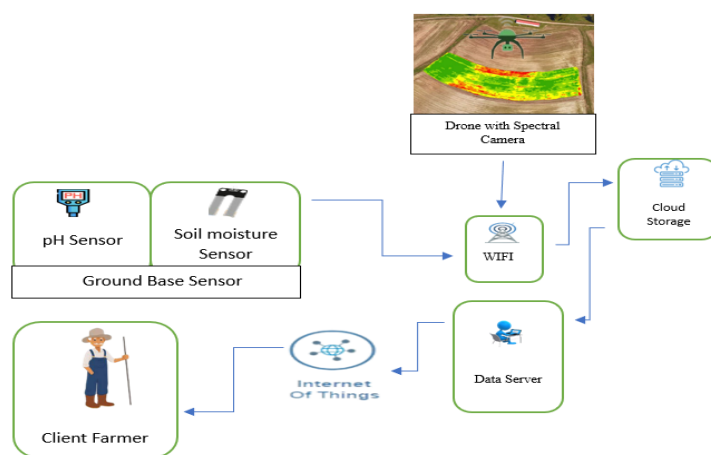 Drone with Spectral
Camera
PH
pH Sensor
Soil moisture
Sensor
Ground Base Sensor
WIFI
Cloud
Storage
Data Server
Internet
Of Things
Client Farmer